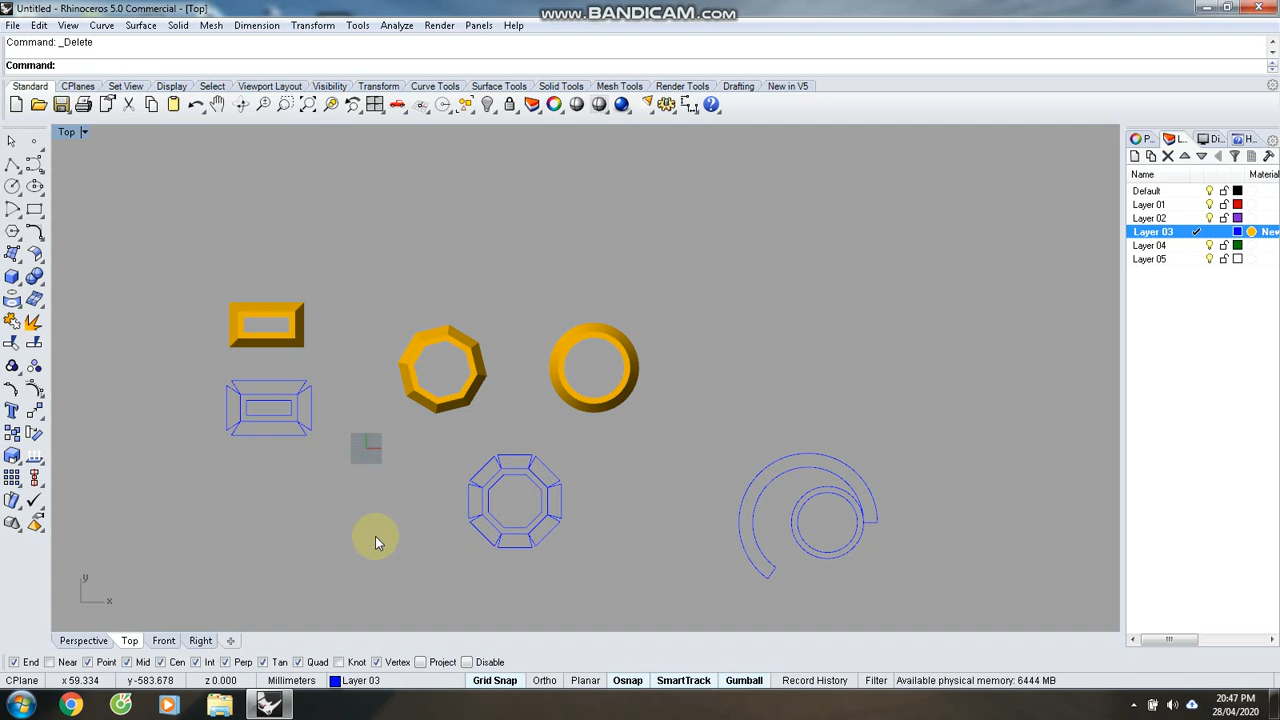 Untitled - Rhinoceros 5.0 Commercial - [Top]
www.BANDICAM.com
File Edit View Curve Surface Solid Mesh Dimension Transform Tools Analyze Render Panels Help
Command: _Delete
Command:
Standard CPlanes Set View Display Select Viewport Layout Visibility Transform Curve Tools Surface Tools Solid Tools Mesh Tools Render Tools Drafting New in V5
Top
P... L... Di... H...
Name Material
Default
Layer 01
Layer 02
Layer 03 New
Layer 04
Layer 05
y
x
Perspective Top Front Right
End Near Point Mid Cen Int Perp Tan Quad Knot Vertex Project Disable
CPlane x 59.334 y -583.678 z 0.000 Millimeters Layer 03 Grid Snap Ortho Planar Osnap SmartTrack Gumball Record History Filter Available physical memory: 6444 MB
20:47 PM
28/04/2020